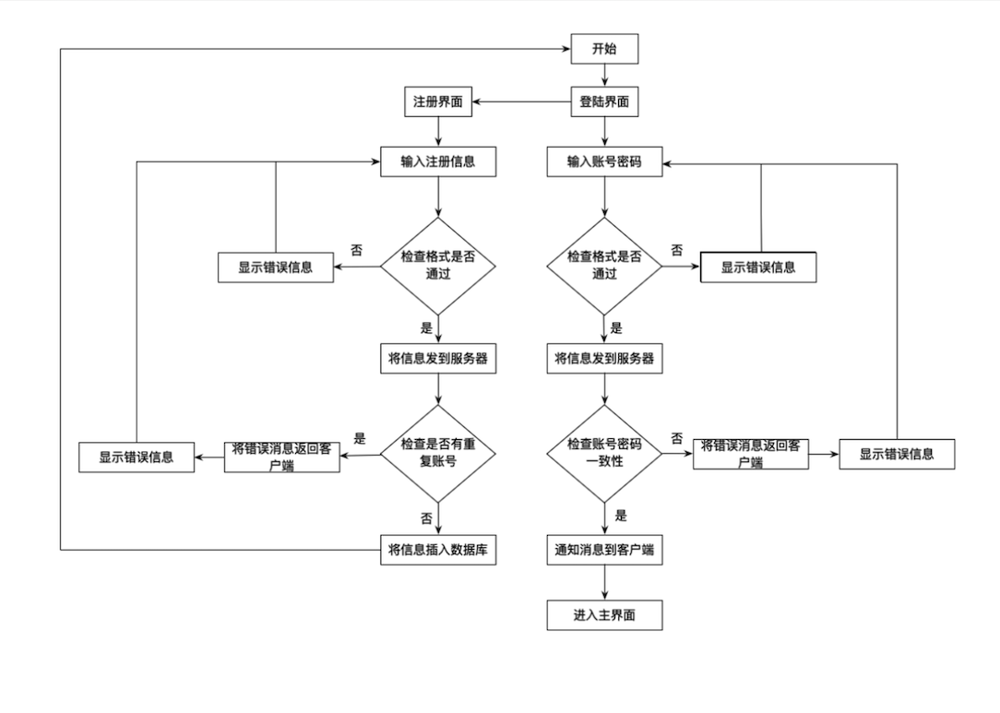 开始
注册界面
登陆界面
输入注册信息
输入账号密码
否
检查格式是否
通过
显示错误信息
检查格式是否
通过
否
显示错误信息
是
是
将信息发到服务器
将信息发到服务器
显示错误信息
将错误消息返回客
户端
是
检查是否有重
复账号
检查账号密码
一致性
否
将错误消息返回客
户端
显示错误信息
否
是
将信息插入数据库
通知消息到客户端
进入主界面